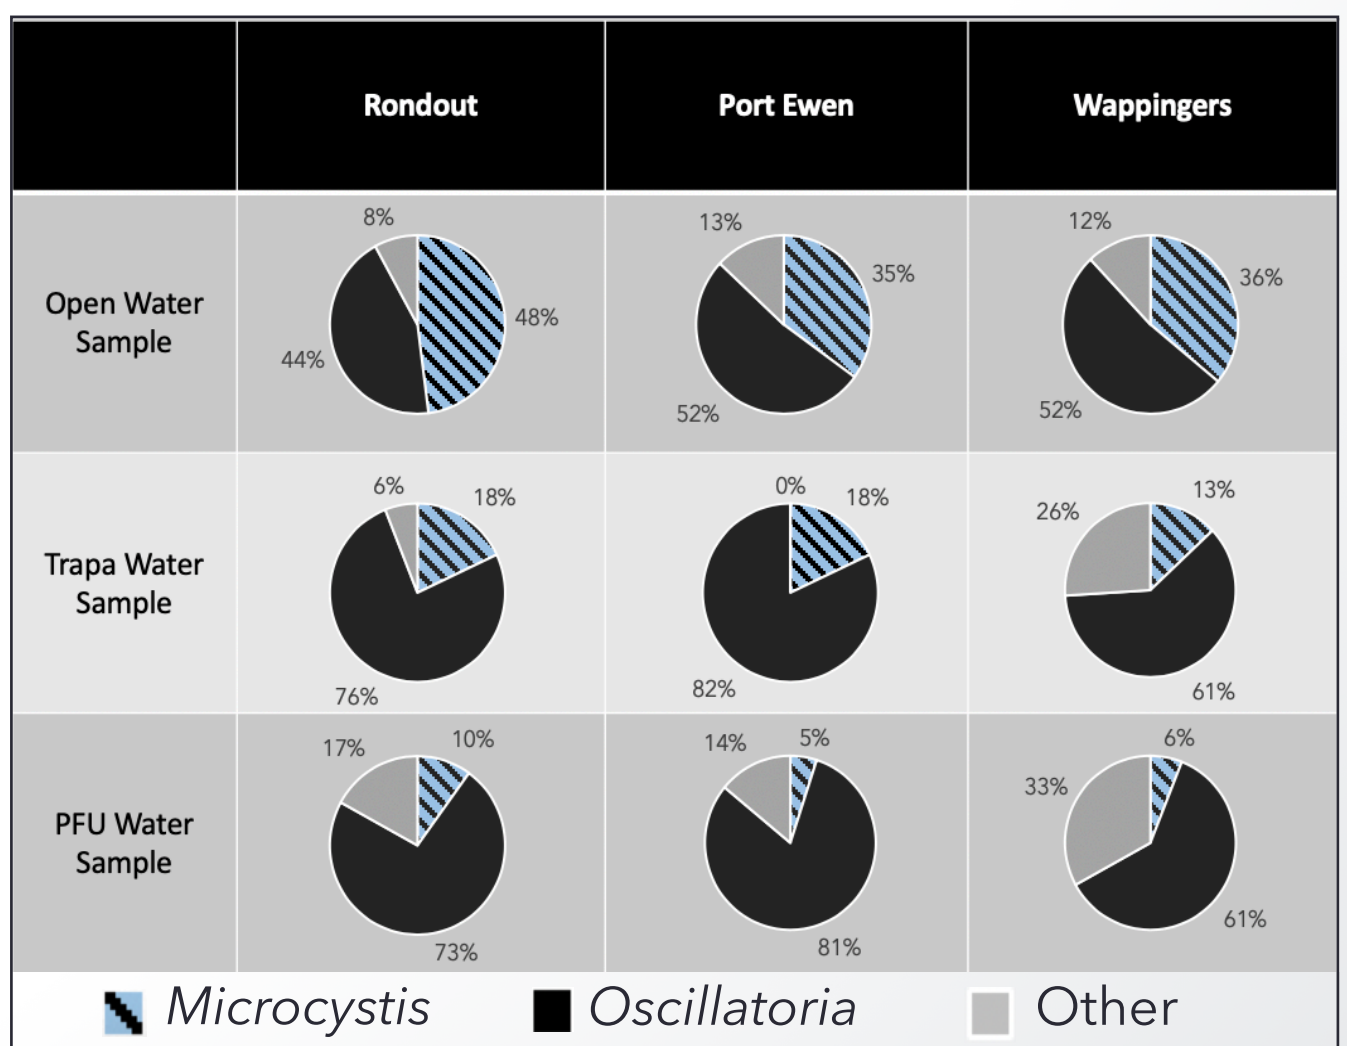 Rondout
Port Ewen
Wappingers
Open Water
Sample
8%
48%
44%
13%
35%
52%
12%
36%
52%
Trapa Water
Sample
6%
18%
76%
0%
18%
82%
26%
13%
61%
PFU Water
Sample
17%
10%
73%
14%
5%
81%
6%
33%
61%
Microcystis
Oscillatoria
Other